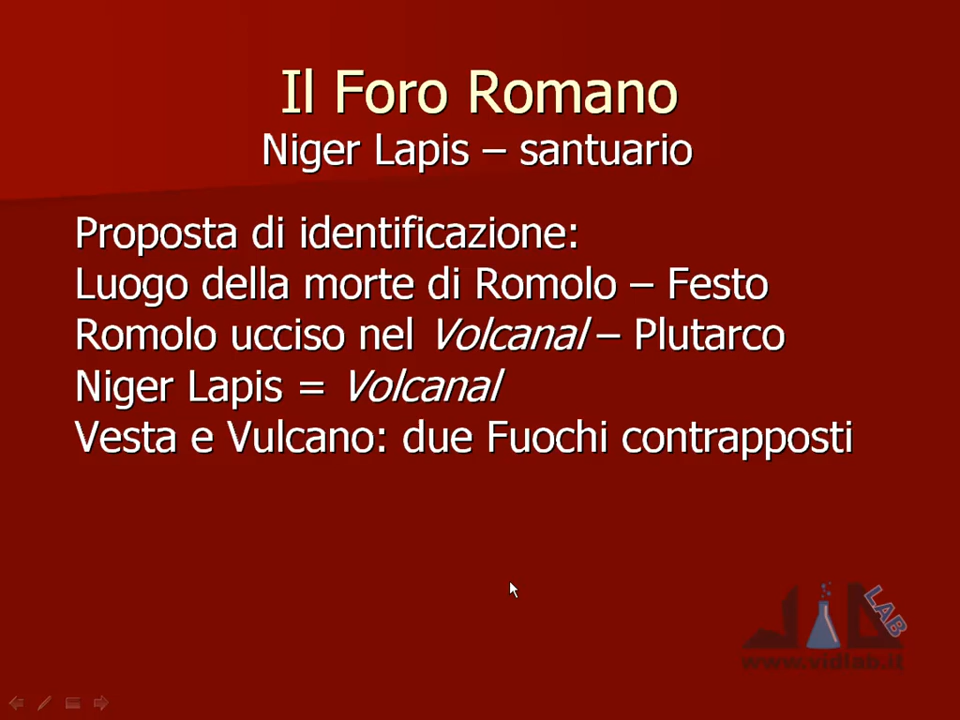 Il Foro Romano
Niger Lapis – santuario
Proposta di identificazione:
Luogo della morte di Romolo – Festo
Romolo ucciso nel Volcanal – Plutarco
Niger Lapis = Volcanal
Vesta e Vulcano: due Fuochi contrapposti
LAB
www.vidlab.it